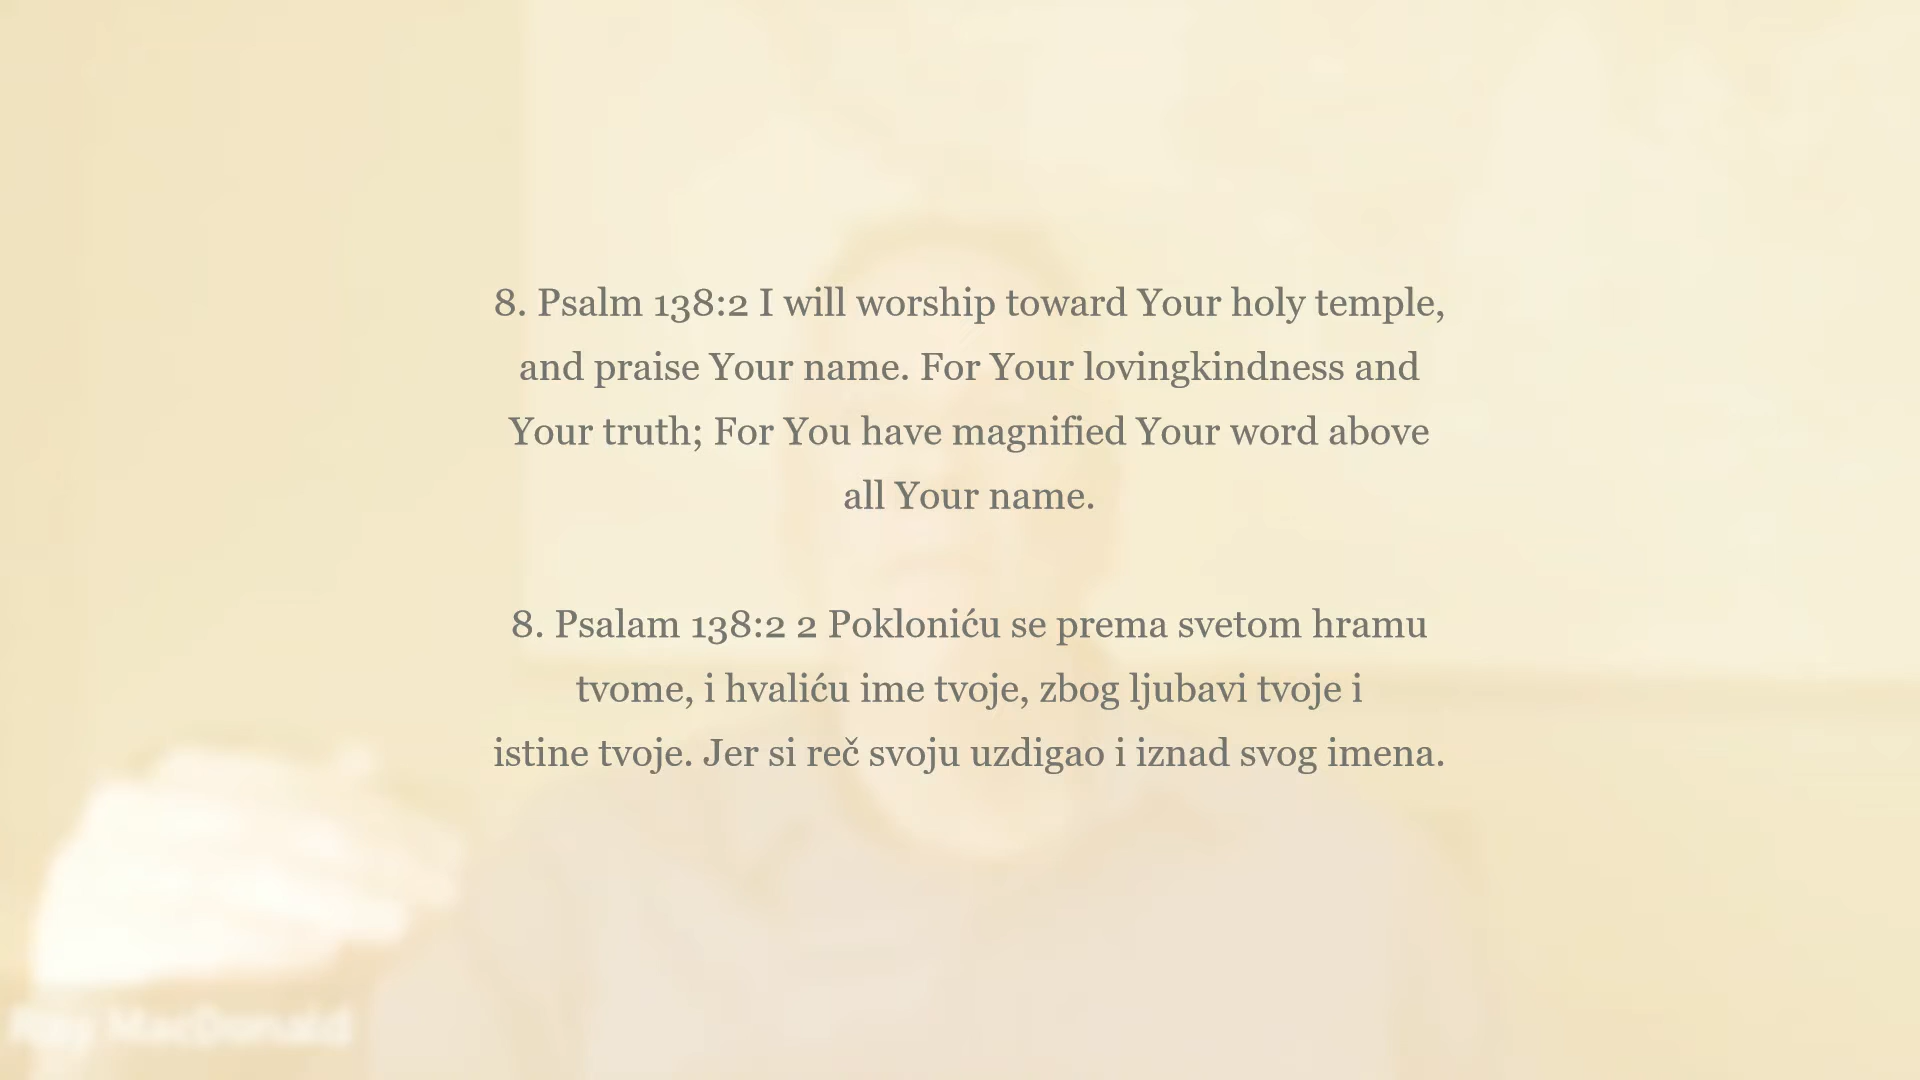 8. Psalm 138:2 I will worship toward Your holy temple,
and praise Your name. For Your lovingkindness and
Your truth; For You have magnified Your word above
all Your name.
8. Psalam 138:2 2 Pokloniću se prema svetom hramu
tvome, i hvaliću ime tvoje, zbog ljubavi tvoje i
istine tvoje. Jer si reč svoju uzdigao i iznad svog imena.
MacDonald